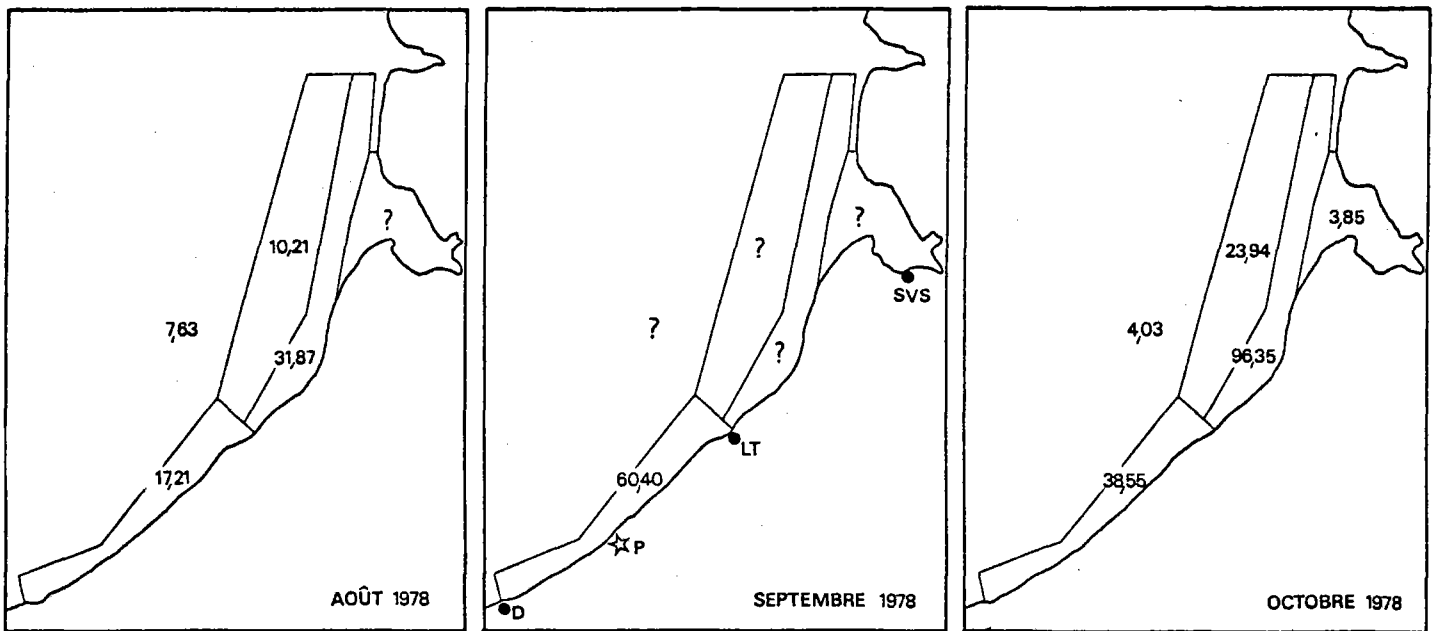 ?
10,21
7,63
31,87
17,21
AOÛT 1978
?
?
SVS
?
?
LT
60,40
P
D
SEPTEMBRE 1978
3,85
23,94
4,03
96,35
38,55
OCTOBRE 1978